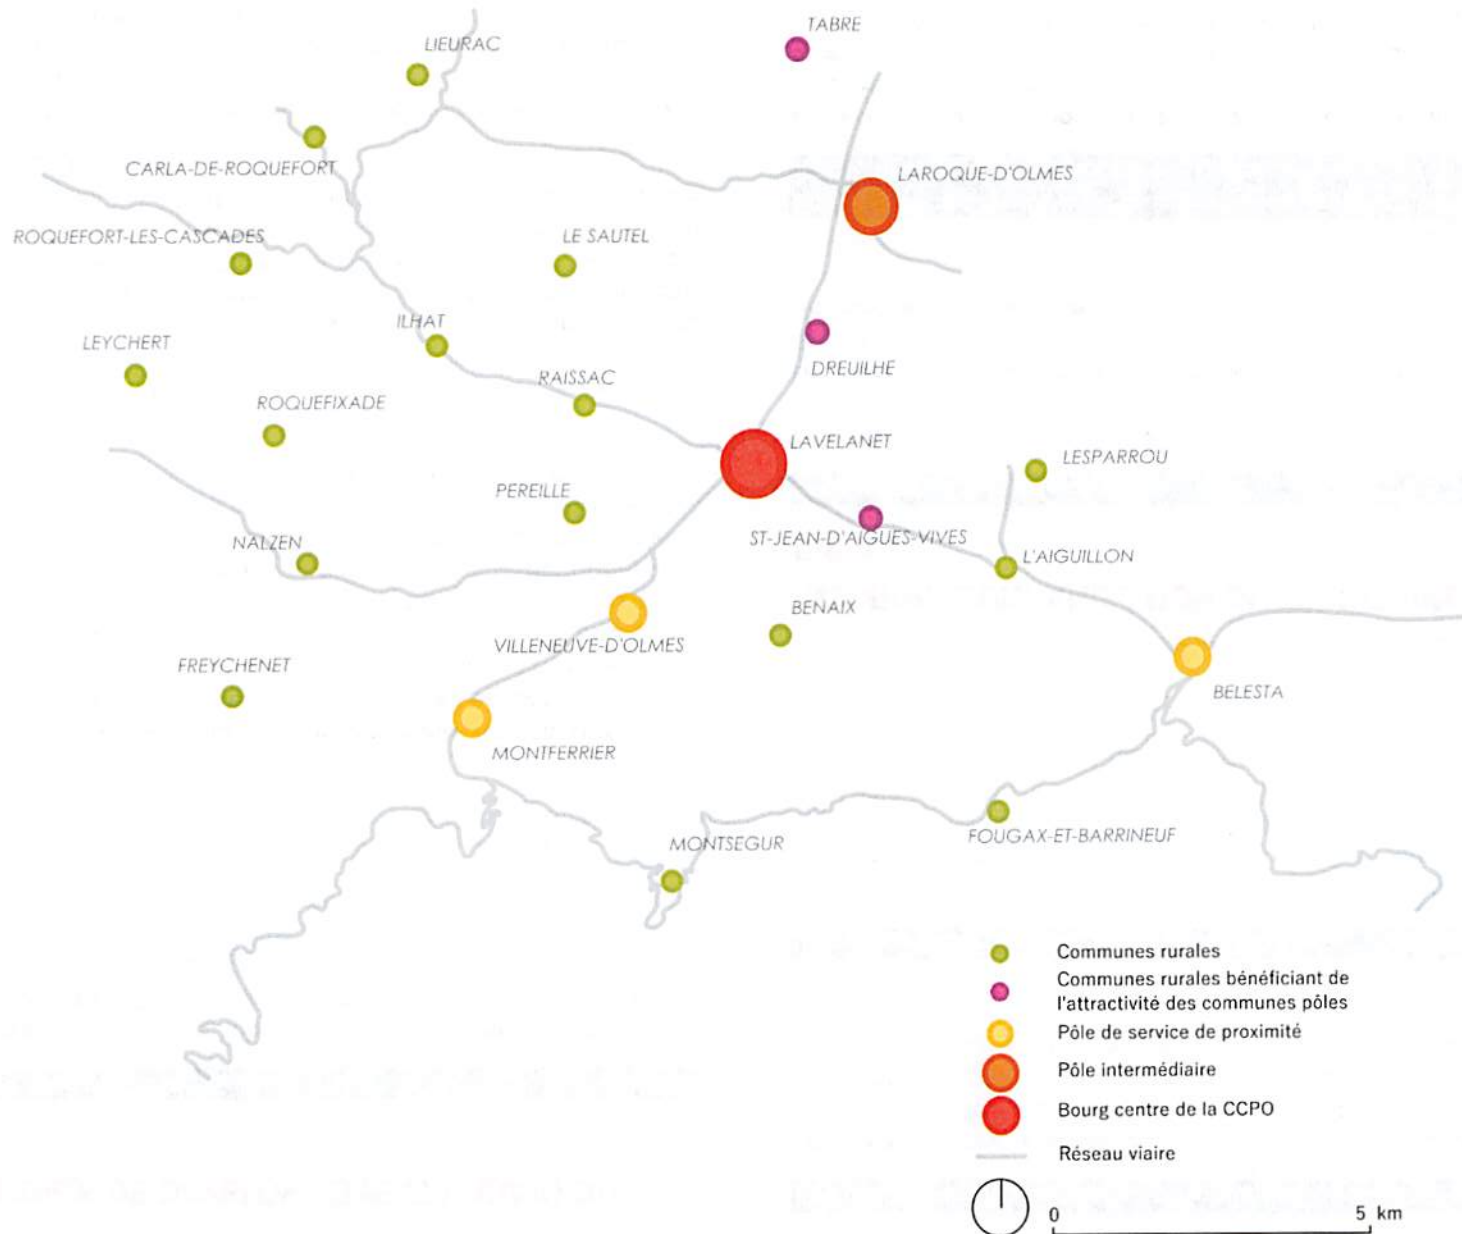 TABRE
LIEURAC
CARLA-DE-ROQUEFORT
LAROQUE-D'OLMES
ROQUEFORT-LES-CASCADES
LE SAUTEL
ILHAT
LEYCHERT
DREUILHE
RAISSAC
ROQUEFIXADE
LAVELANET
LESPARROU
PEREILLE
NALZEN
ST-JEAN-D'AIGUES-VIVES
L'AIGUILLON
BENAIX
VILLENEUVE-D'OLMES
FREYCHENET
BELESTA
MONTFERRIER
MONTSEGUR
FOUGAX-ET-BARRINEUF
Communes rurales
Communes rurales bénéficiant de
l'attractivité des communes pôles
Pôle de service de proximité
Pôle intermédiaire
Bourg centre de la CCPO
Réseau viaire
0 5 km